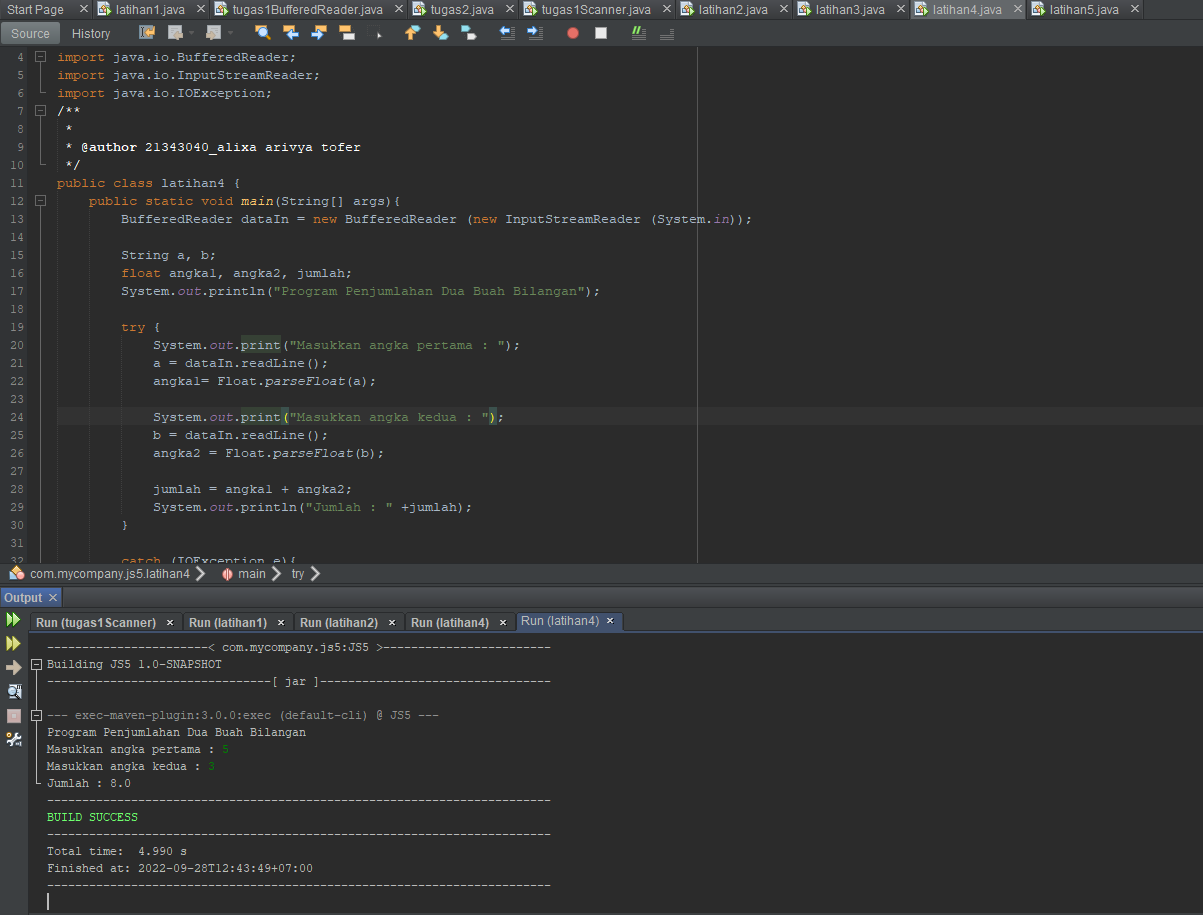 Start Page × latihan1.java × tugas1BufferedReader.java × tugas2.java × tugas1Scanner.java × latihan2.java × latihan3.java × latihan4.java × latihan5.java ×
Source History
4 import java.io.BufferedReader;
5 import java.io.InputStreamReader;
6 import java.io.IOException;
7 /**
8 *
9 * @author 21343040_alixa arivya tofer
10 */
11 public class latihan4 {
12 public static void main(String[] args){
13 BufferedReader dataIn = new BufferedReader (new InputStreamReader (System.in));
14
15 String a, b;
16 float angka1, angka2, jumlah;
17 System.out.println("Program Penjumlahan Dua Buah Bilangan");
18
19 try {
20 System.out.print("Masukkan angka pertama : ");
21 a = dataIn.readLine();
22 angka1= Float.parseFloat(a);
23
24 System.out.print("Masukkan angka kedua : ");
25 b = dataIn.readLine();
26 angka2 = Float.parseFloat(b);
27
28 jumlah = angka1 + angka2;
29 System.out.println("Jumlah : " +jumlah);
30 }
31
32 catch (IOException e){
com.mycompany.js5.latihan4 main try
Output ×
Run (tugas1Scanner) × Run (latihan1) × Run (latihan2) × Run (latihan4) × Run (latihan4) ×
-----------------------< com.mycompany.js5:JS5 >------------------------
Building JS5 1.0-SNAPSHOT
--------------------------------[ jar ]---------------------------------
--- exec-maven-plugin:3.0.0:exec (default-cli) @ JS5 ---
Program Penjumlahan Dua Buah Bilangan
Masukkan angka pertama : 5
Masukkan angka kedua : 3
Jumlah : 8.0
------------------------------------------------------------------------
BUILD SUCCESS
------------------------------------------------------------------------
Total time:  4.990 s
Finished at: 2022-09-28T12:43:49+07:00
------------------------------------------------------------------------